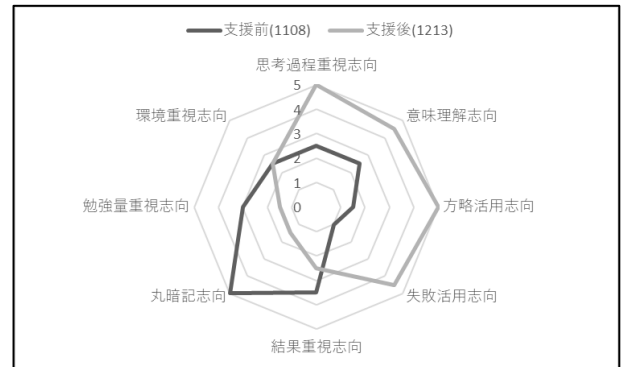 支援前(1108) 支援後(1213)
思考過程重視志向
環境重視志向 意味理解志向
5
4
3
2
1
勉強量重視志向 0 方略活用志向
丸暗記志向 失敗活用志向
結果重視志向